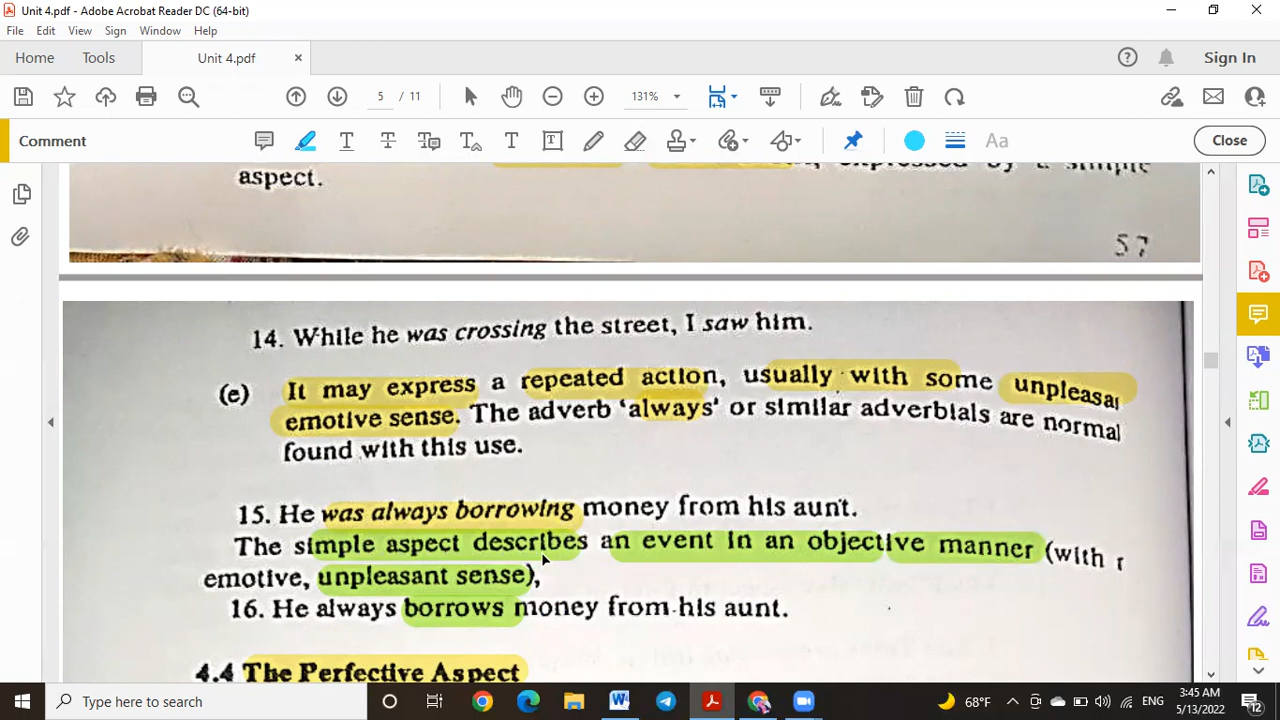 Unit 4.pdf - Adobe Acrobat Reader DC (64-bit)
File Edit View Sign Window Help
Home Tools Unit 4.pdf Sign In
5 / 11 131%
Comment Close
expressed by a simple
aspect.
57
14. While he was crossing the street, I saw him.
(e) It may express a repeated action, usually with some unpleasa
emotive sense. The adverb ‘always’ or similar adverbials are normal
found with this use.
15. He was always borrowing money from his aunt.
The simple aspect describes an event in an objective manner (with
emotive, unpleasant sense),
16. He always borrows money from his aunt.
4.4 The Perfective Aspect
Type here to search
68°F ENG 3:45 AM
5/13/2022 12